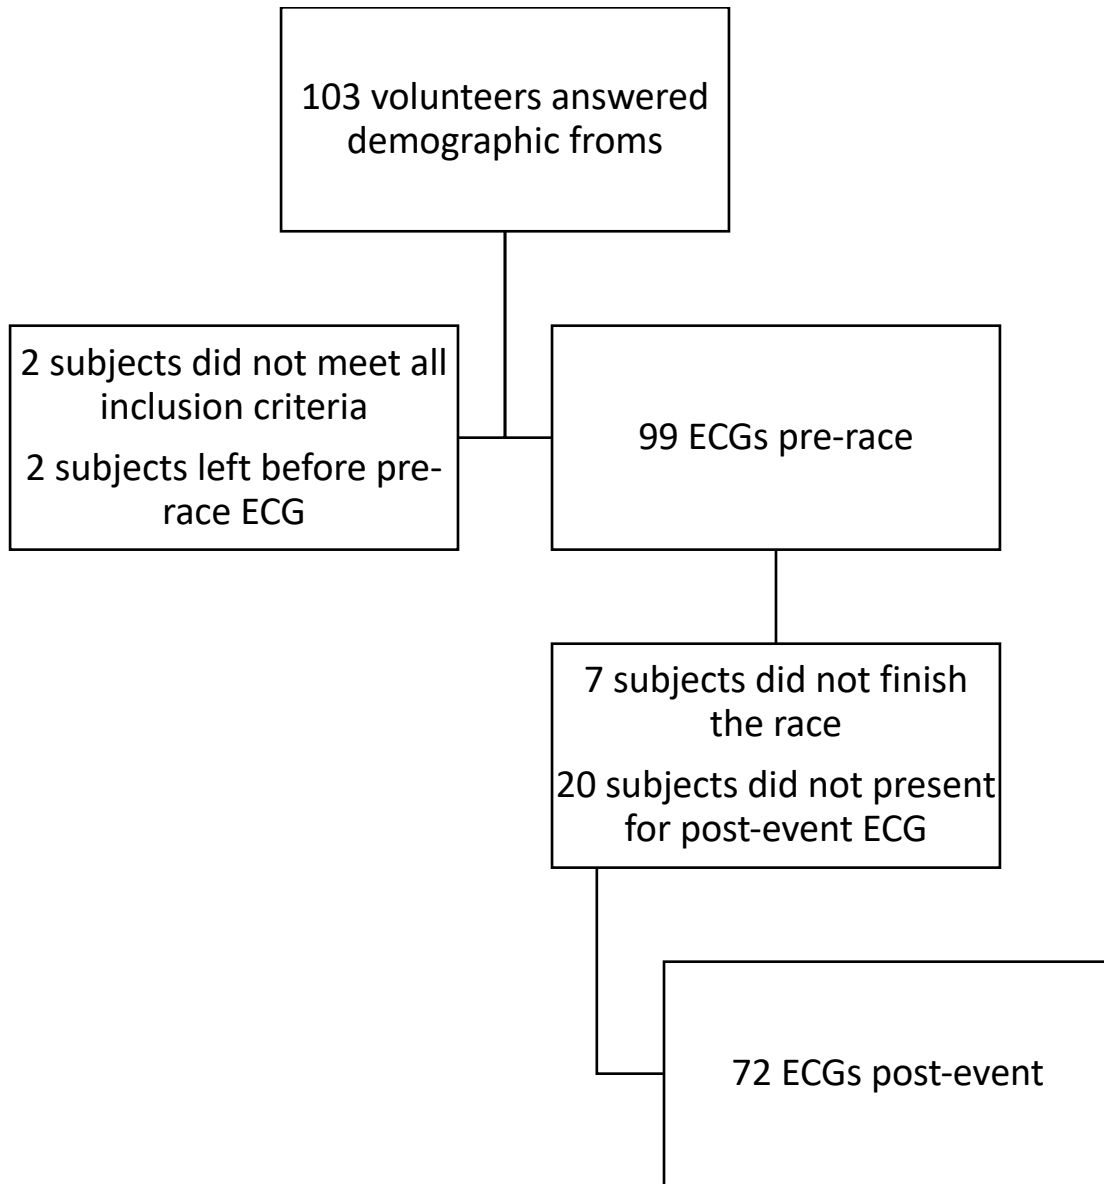 103 volunteers answered
demographic froms
2 subjects did not meet all
inclusion criteria
2 subjects left before pre-
race ECG
99 ECGs pre-race
7 subjects did not finish
the race
20 subjects did not present
for post-event ECG
72 ECGs post-event